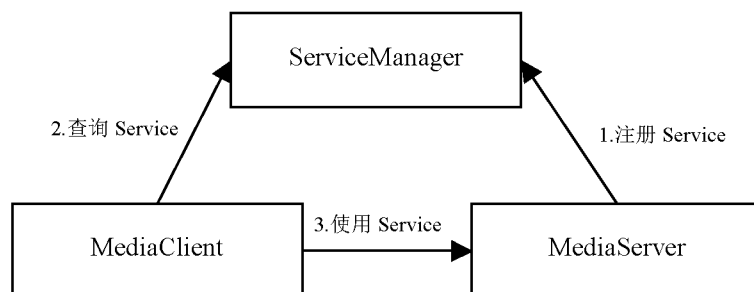 ServiceManager
2.查询 Service
1.注册 Service
3.使用 Service
MediaClient
MediaServer